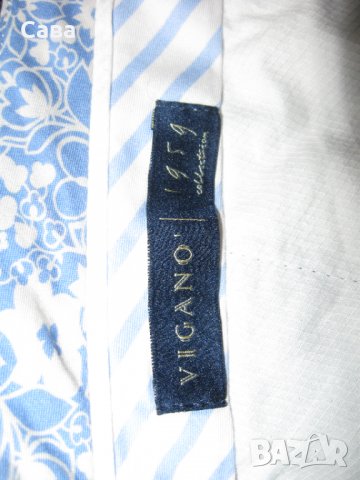 Сава
VIGANO' | 1959
collection
BAZAR